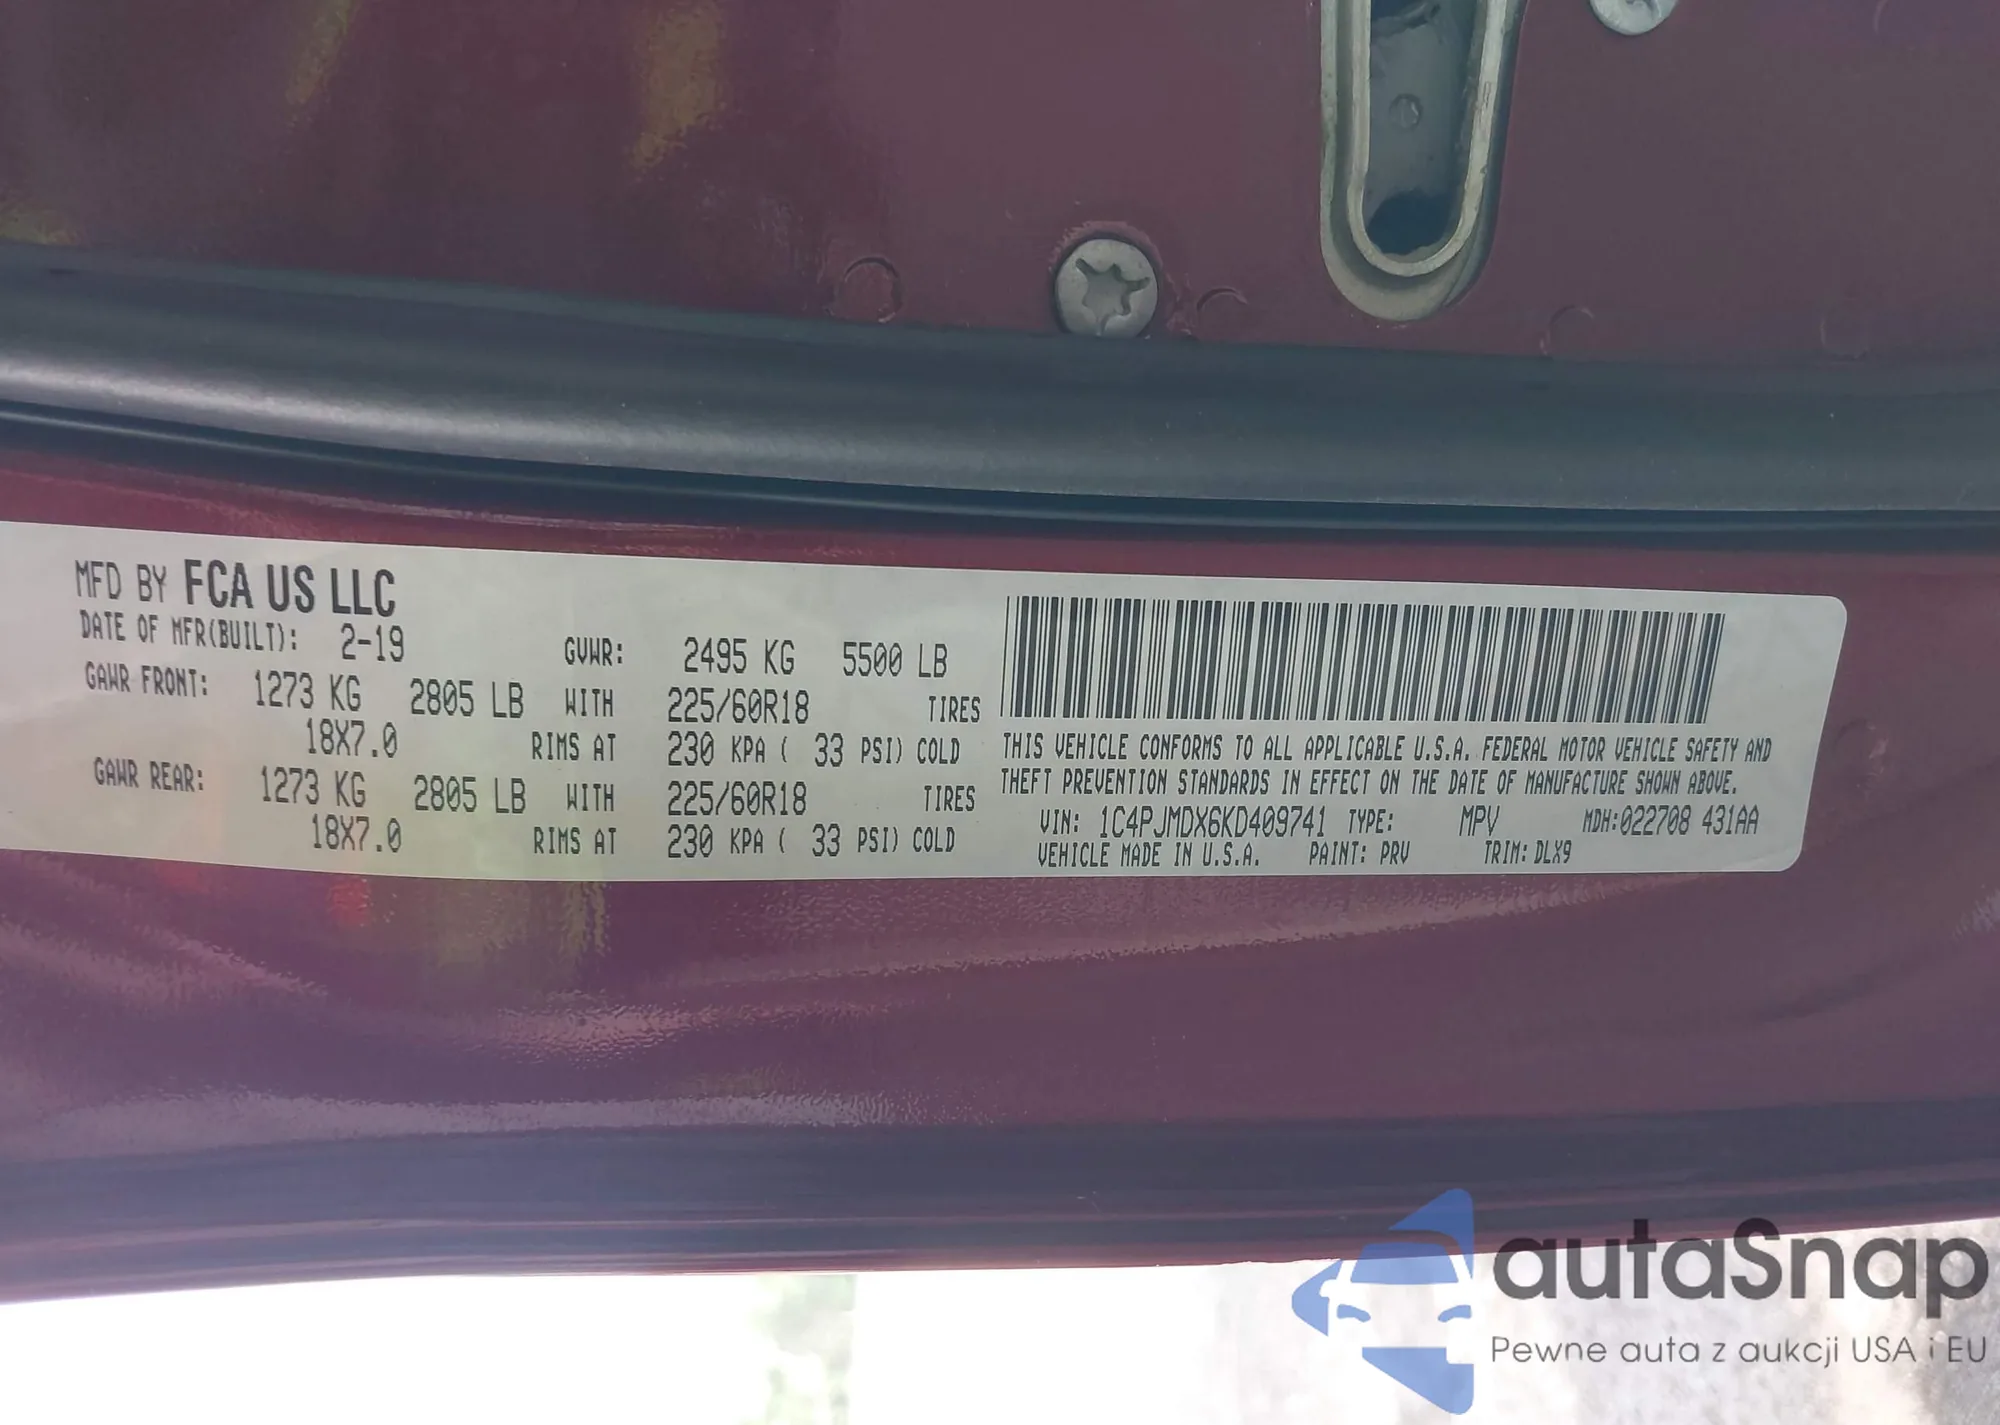 MFD BY FCA US LLC
DATE OF MFR(BUILT): 2-19 GVWR: 2495 KG 5500 LB
GAWR FRONT: 1273 KG 2805 LB WITH 225/60R18 TIRES
18X7.0 RIMS AT 230 KPA ( 33 PSI) COLD
GAWR REAR: 1273 KG 2805 LB WITH 225/60R18 TIRES
18X7.0 RIMS AT 230 KPA ( 33 PSI) COLD
THIS VEHICLE CONFORMS TO ALL APPLICABLE U.S.A. FEDERAL MOTOR VEHICLE SAFETY AND
THEFT PREVENTION STANDARDS IN EFFECT ON THE DATE OF MANUFACTURE SHOWN ABOVE.
VIN: 1C4PJMDX6KD409741 TYPE: MPV MDH:022708 431AA
VEHICLE MADE IN U.S.A. PAINT: PRV TRIM: DLX9
autaSnap
Pewne auta z aukcji USA i EU